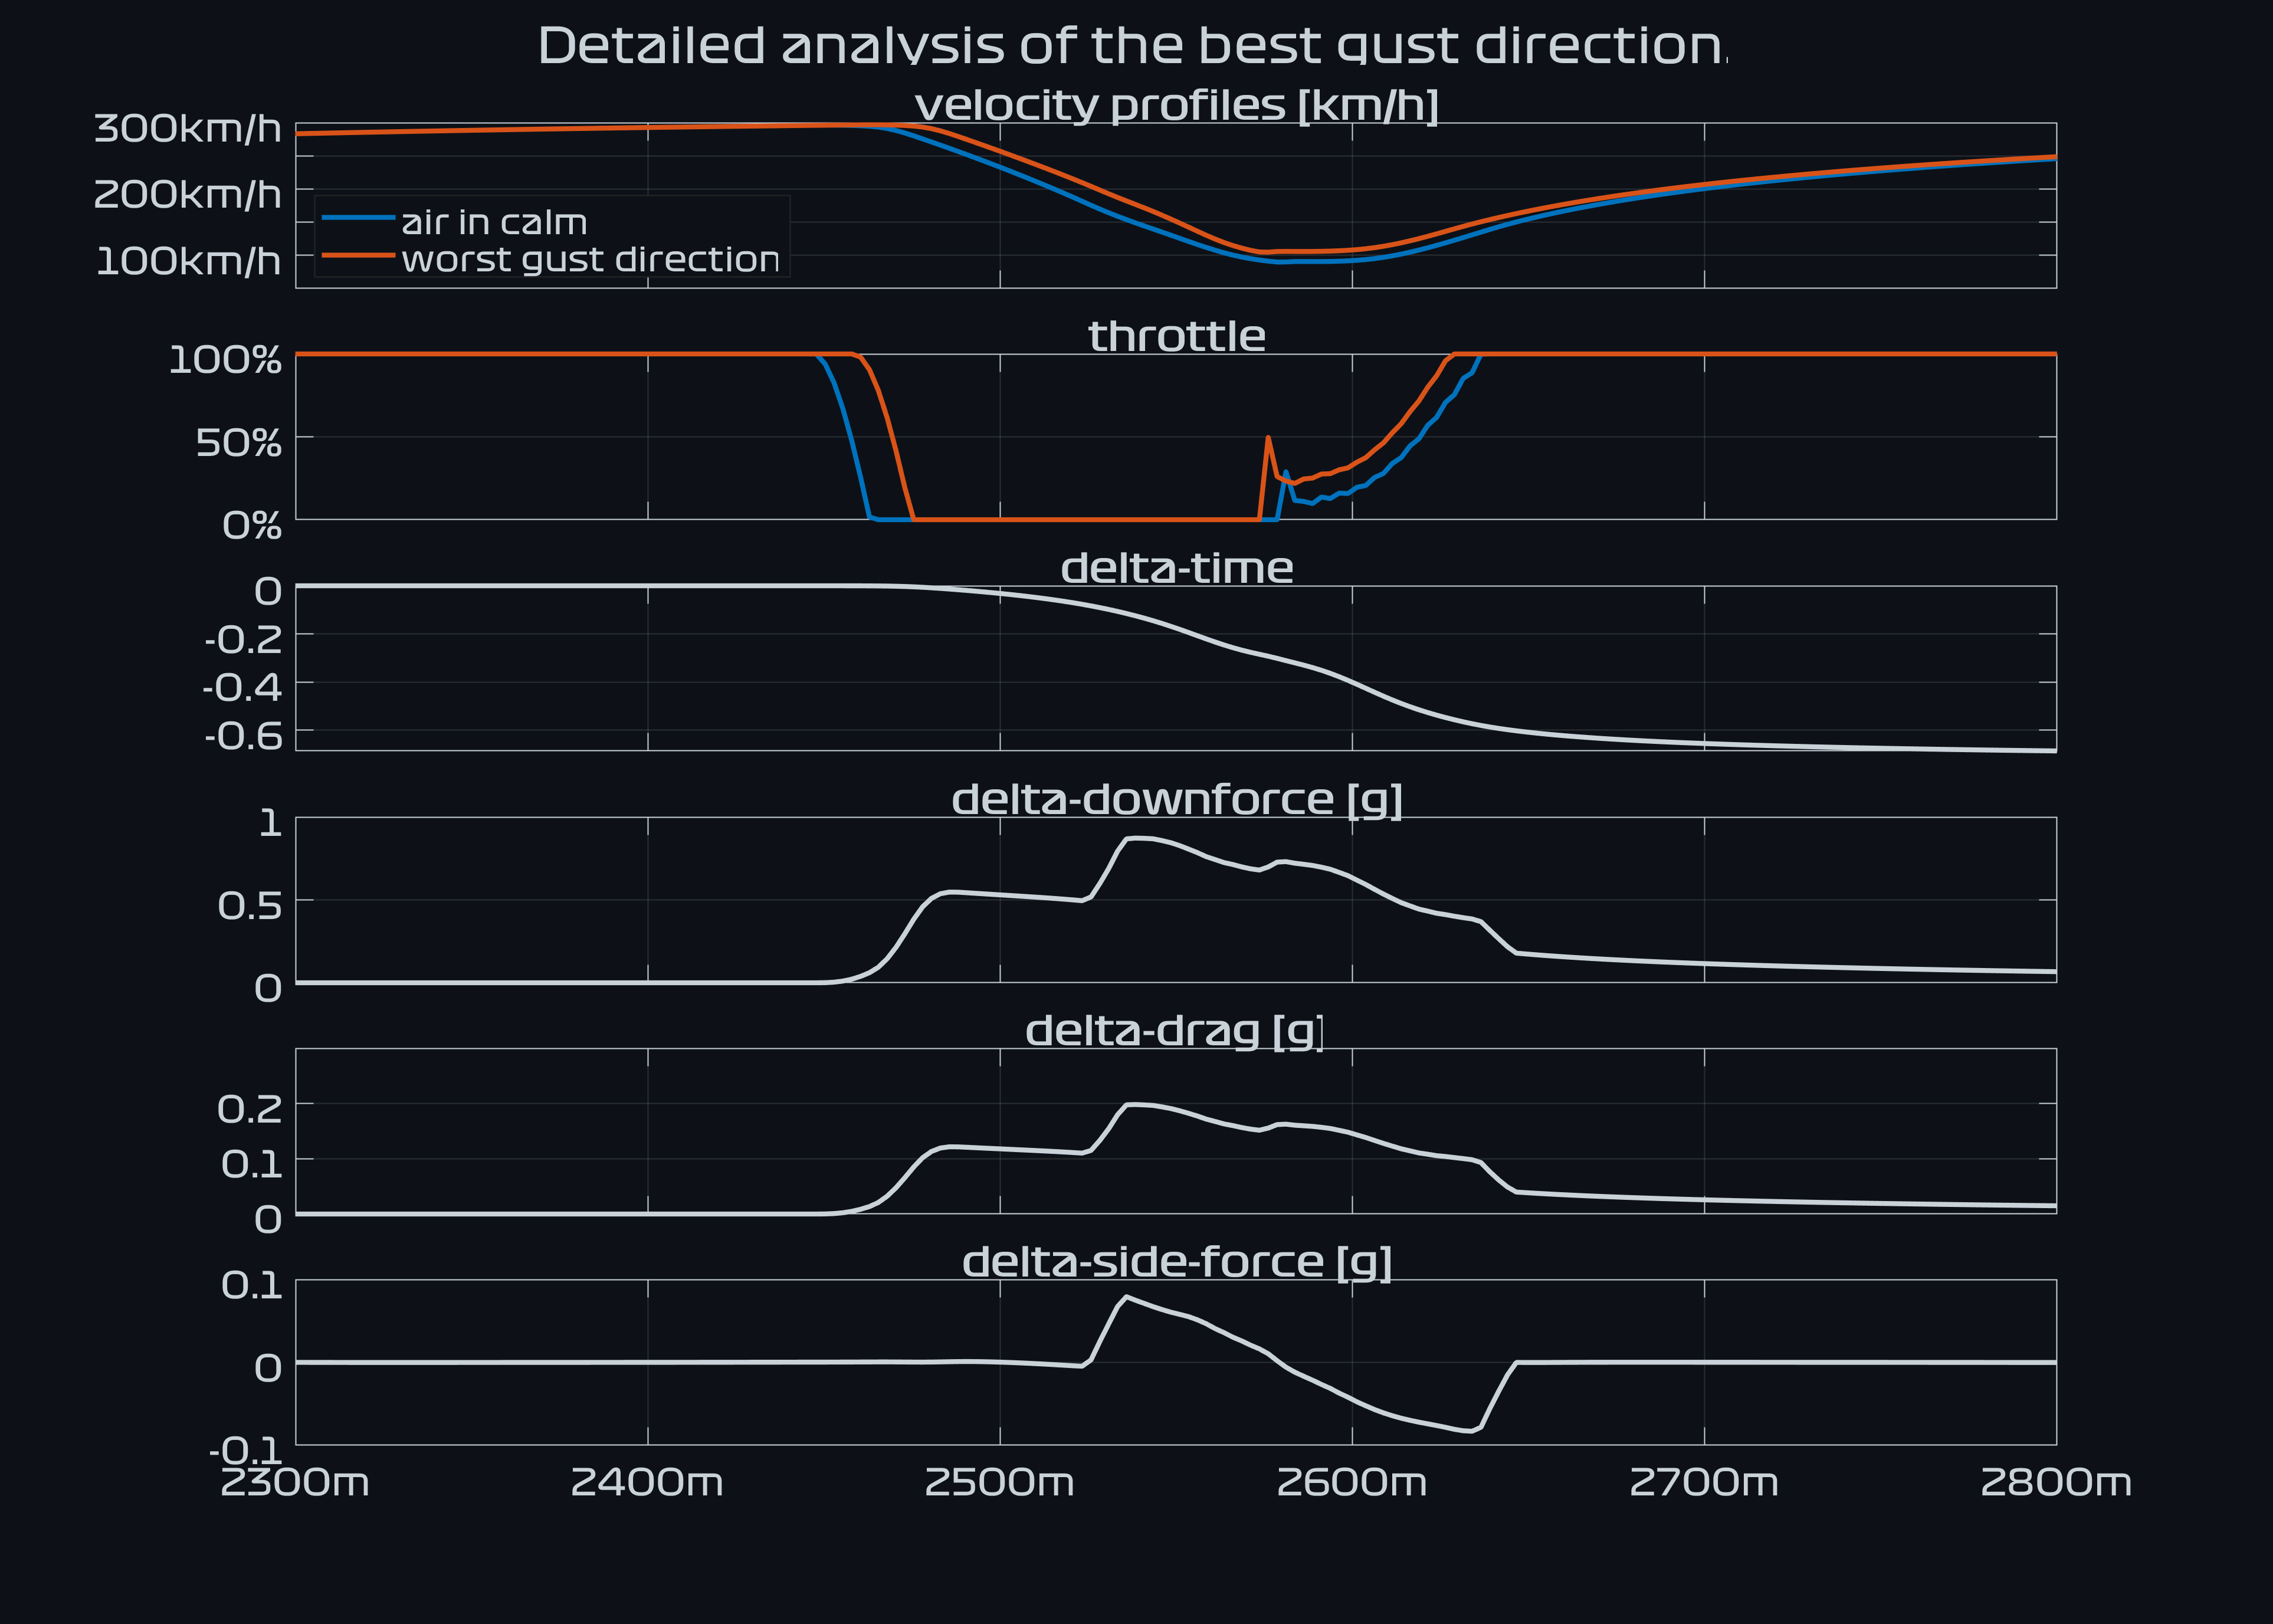 Detailed analysis of the best gust direction.
velocity profiles [km/h]
300km/h
200km/h
100km/h
air in calm
worst gust direction
throttle
100%
50%
0%
delta-time
0
-0.2
-0.4
-0.6
delta-downforce [g]
1
0.5
0
delta-drag [g]
0.2
0.1
0
delta-side-force [g]
0.1
0
-0.1
2300m 2400m 2500m 2600m 2700m 2800m